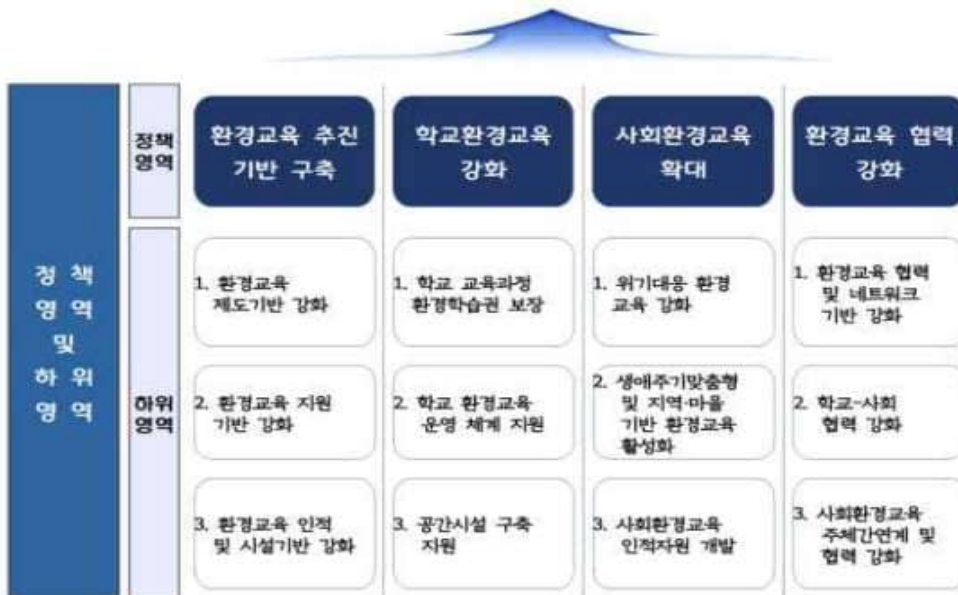 정 책
영 역
및
하 위
영 역
정책
영역
환경교육 추진
기반 구축
학교환경교육
강화
사회환경교육
확대
환경교육 협력
강화
하위
영역
1. 환경교육
제도기반 강화
1. 학교 교육과정
환경학습권 보장
1. 위기대응 환경
교육 강화
1. 환경교육 협력
및 네트워크
기반 강화
2. 환경교육 지원
기반 강화
2. 학교 환경교육
운영 체계 지원
2. 생애주기맞춤형
및 지역·마을
기반 환경교육
활성화
2. 학교-사회
협력 강화
3. 환경교육 인적
및 시설기반 강화
3. 공간시설 구축
지원
3. 사회환경교육
인적자원 개발
3. 사회환경교육
주체간연계 및
협력 강화